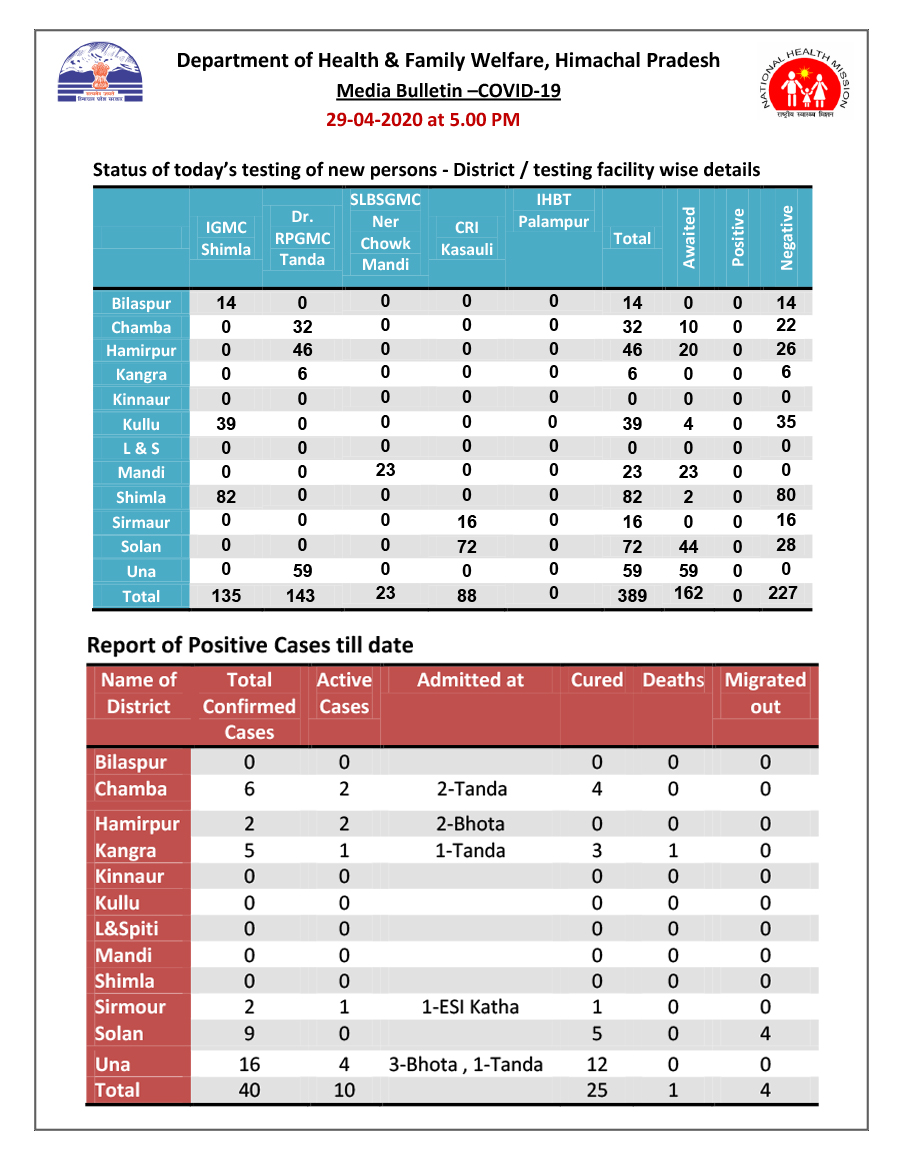 Department of Health & Family Welfare, Himachal Pradesh
Media Bulletin –COVID-19
29-04-2020 at 5.00 PM
NATIONAL HEALTH MISSION
राष्ट्रीय स्वास्थ्य मिशन
Status of today's testing of new persons - District / testing facility wise details
IGMC Shimla Dr. RPGMC Tanda SLBSGMC Ner Chowk Mandi CRI Kasauli IHBT Palampur Total Awaited Positive Negative
Bilaspur 14 0 0 0 0 14 0 0 14
Chamba 0 32 0 0 0 32 10 0 22
Hamirpur 0 46 0 0 0 46 20 0 26
Kangra 0 6 0 0 0 6 0 0 6
Kinnaur 0 0 0 0 0 0 0 0 0
Kullu 39 0 0 0 0 39 4 0 35
L & S 0 0 0 0 0 0 0 0 0
Mandi 0 0 23 0 0 23 23 0 0
Shimla 82 0 0 0 0 82 2 0 80
Sirmaur 0 0 0 16 0 16 0 0 16
Solan 0 0 0 72 0 72 44 0 28
Una 0 59 0 0 0 59 59 0 0
Total 135 143 23 88 0 389 162 0 227
Report of Positive Cases till date
Name of District Total Confirmed Cases Active Cases Admitted at Cured Deaths Migrated out
Bilaspur 0 0 0 0 0
Chamba 6 2 2-Tanda 4 0 0
Hamirpur 2 2 2-Bhota 0 0 0
Kangra 5 1 1-Tanda 3 1 0
Kinnaur 0 0 0 0 0
Kullu 0 0 0 0 0
L&Spiti 0 0 0 0 0
Mandi 0 0 0 0 0
Shimla 0 0 0 0 0
Sirmour 2 1 1-ESI Katha 1 0 0
Solan 9 0 5 0 4
Una 16 4 3-Bhota , 1-Tanda 12 0 0
Total 40 10 25 1 4